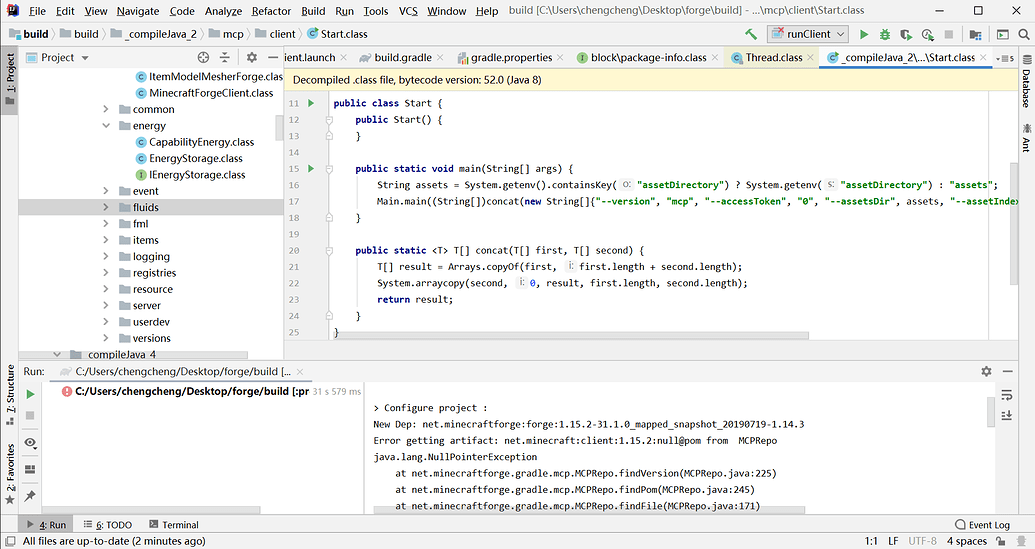 File Edit View Navigate Code Analyze Refactor Build Run Tools VCS Window Help build [C:\Users\chengcheng\Desktop\forge\build] - ...\mcp\client\Start.class
build build _compileJava_2 mcp client Start.class runClient
1: Project
Project
ient.launch build.gradle gradle.properties block\package-info.class Thread.class _compileJava_2\...\Start.class 5
Decompiled .class file, bytecode version: 52.0 (Java 8)
ItemModelMesherForge.clas
MinecraftForgeClient.class
common
energy
CapabilityEnergy.class
EnergyStorage.class
IEnergyStorage.class
event
fluids
fml
items
logging
registries
resource
server
userdev
versions
_compileJava_4
11 public class Start {
12 public Start() {
13 }
14
15 public static void main(String[] args) {
16 String assets = System.getenv().containsKey( o: "assetDirectory") ? System.getenv( s: "assetDirectory") : "assets";
17 Main.main((String[])concat(new String[]{"--version", "mcp", "--accessToken", "0", "--assetsDir", assets, "--assetIndex
18 }
19
20 public static <T> T[] concat(T[] first, T[] second) {
21 T[] result = Arrays.copyOf(first, i: first.length + second.length);
22 System.arraycopy(second, i: 0, result, first.length, second.length);
23 return result;
24 }
25 }
Database
Ant
7: Structure
2: Favorites
Run: C:/Users/chengcheng/Desktop/forge/build [...
C:/Users/chengcheng/Desktop/forge/build [:pr 31 s 579 ms
> Configure project :
New Dep: net.minecraftforge:forge:1.15.2-31.1.0_mapped_snapshot_20190719-1.14.3
Error getting artifact: net.minecraft:client:1.15.2:null@pom from MCPRepo
java.lang.NullPointerException
at net.minecraftforge.gradle.mcp.MCPRepo.findVersion(MCPRepo.java:225)
at net.minecraftforge.gradle.mcp.MCPRepo.findPom(MCPRepo.java:245)
at net.minecraftforge.gradle.mcp.MCPRepo.findFile(MCPRepo.java:171)
4: Run 6: TODO Terminal Event Log
All files are up-to-date (2 minutes ago) 1:1 LF UTF-8 4 spaces